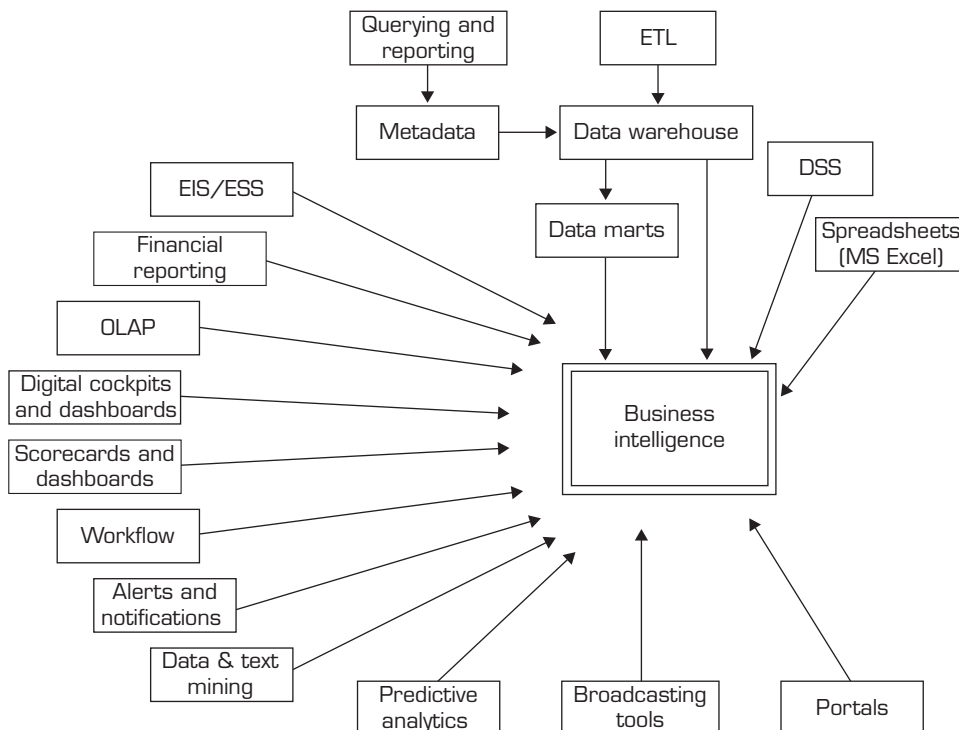 Querying and
reporting
ETL
Metadata
Data warehouse
DSS
EIS/ESS
Data marts
Spreadsheets
(MS Excel)
Financial
reporting
OLAP
Digital cockpits
and dashboards
Business
intelligence
Scorecards and
dashboards
Workflow
Alerts and
notifications
Data & text
mining
Predictive
analytics
Broadcasting
tools
Portals